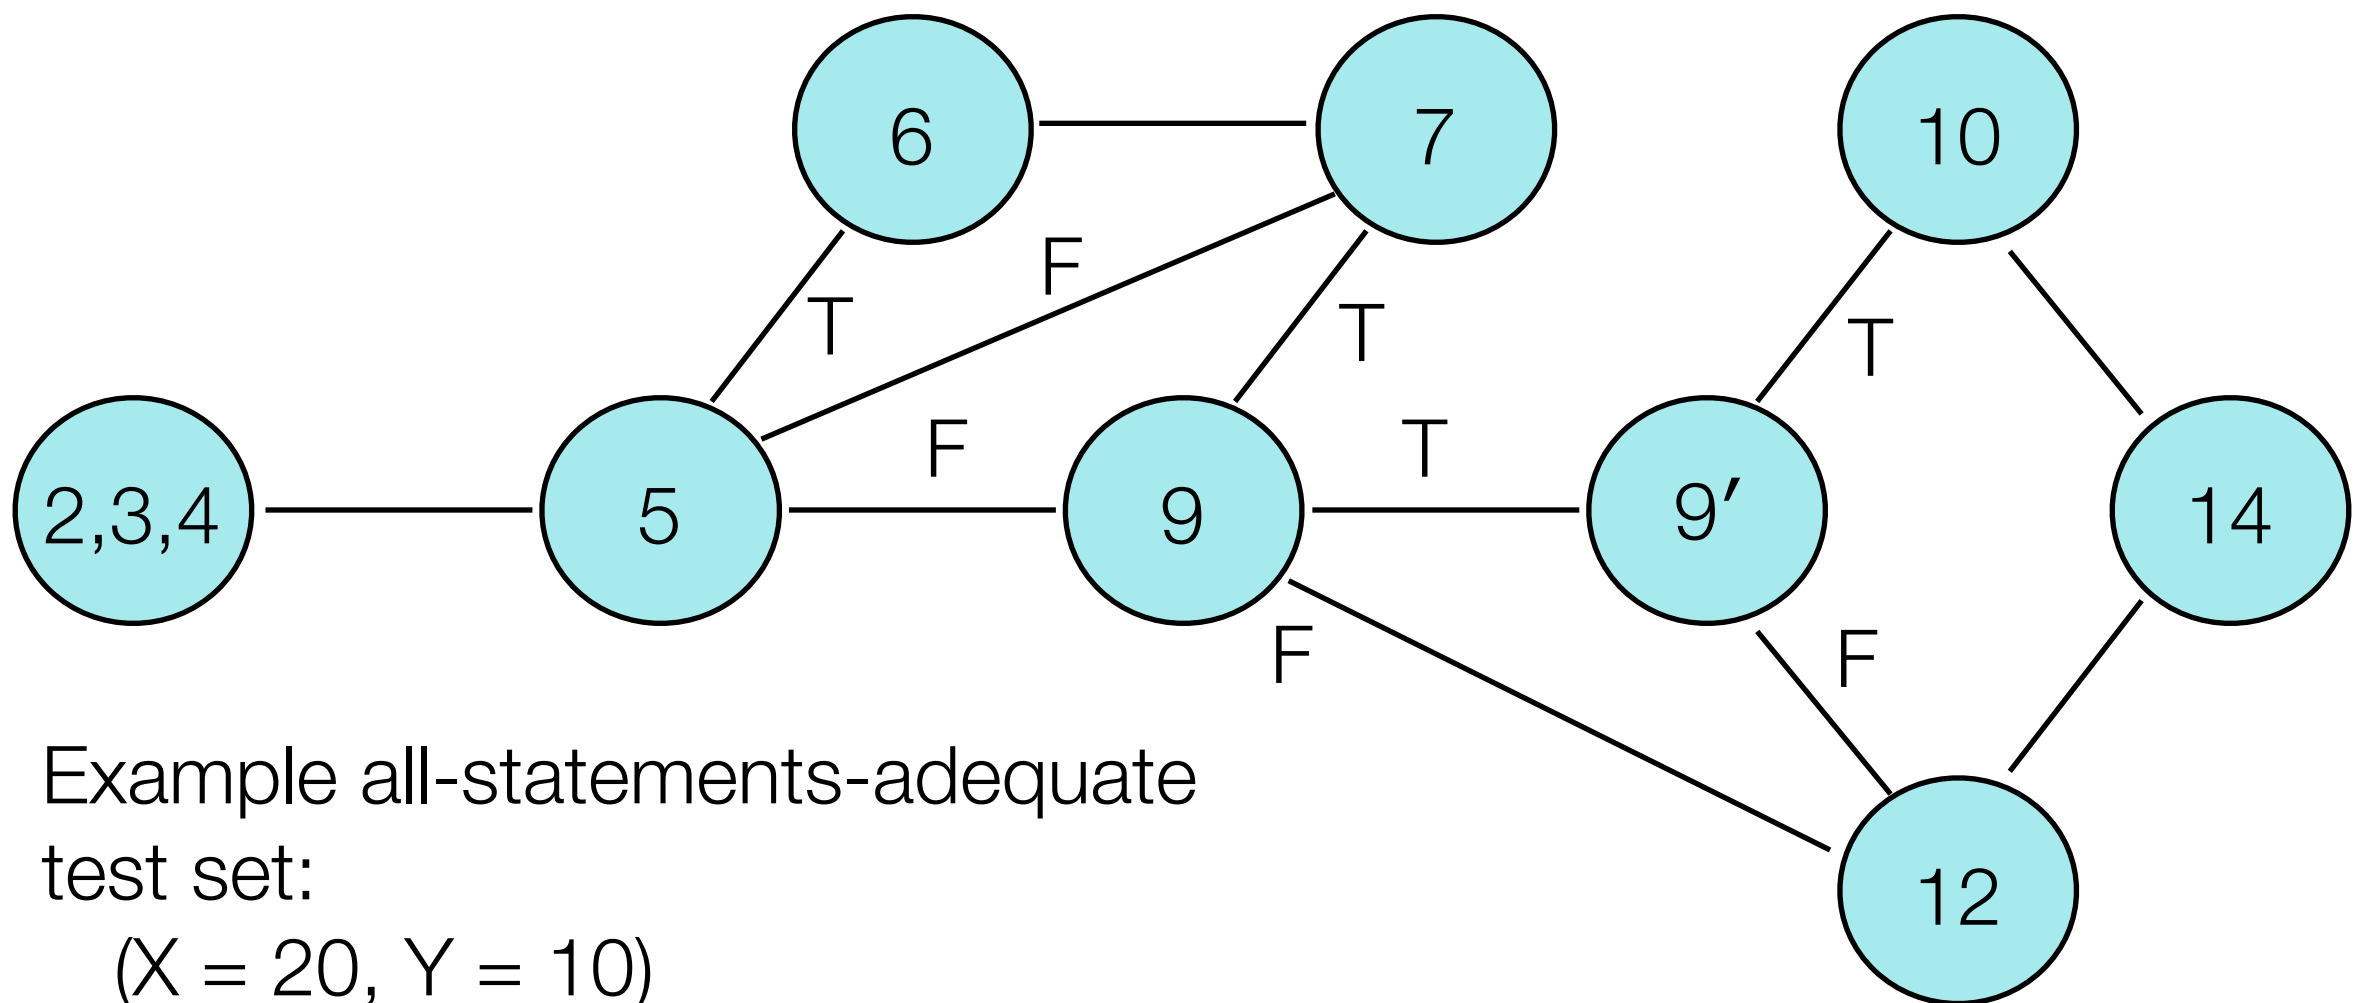 6
7
10
F
T
T
T
F
T
2,3,4
5
9
9′
14
F
F
12
Example all-statements-adequate
test set:
(X = 20, Y = 10)